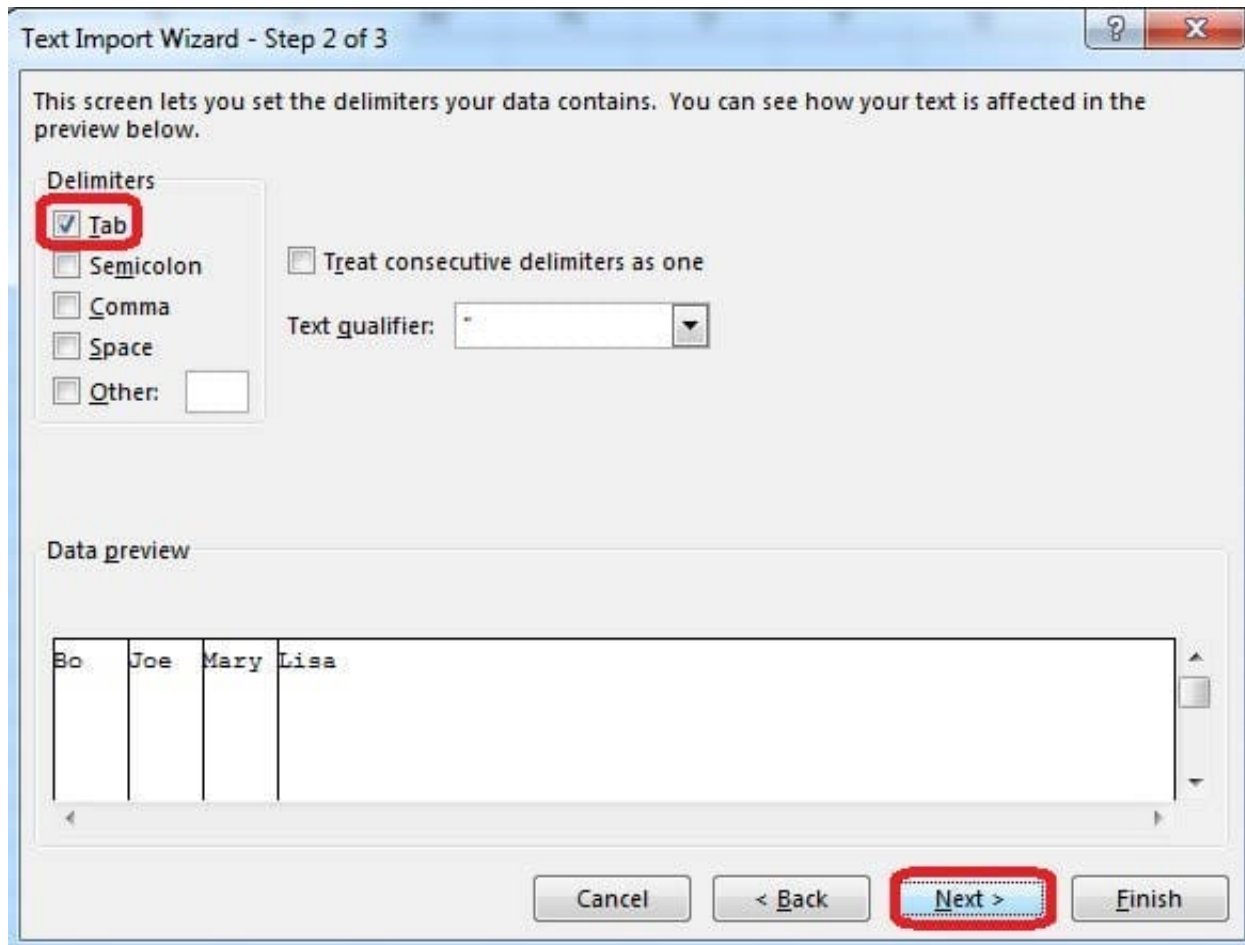 Text Import Wizard - Step 2 of 3
This screen lets you set the delimiters your data contains.  You can see how your text is affected in the
preview below.
Delimiters
Tab
Semicolon
Treat consecutive delimiters as one
Comma
Text qualifier: "
Space
Other:
Data preview
Bo Joe Mary Lisa
Cancel < Back Next > Finish